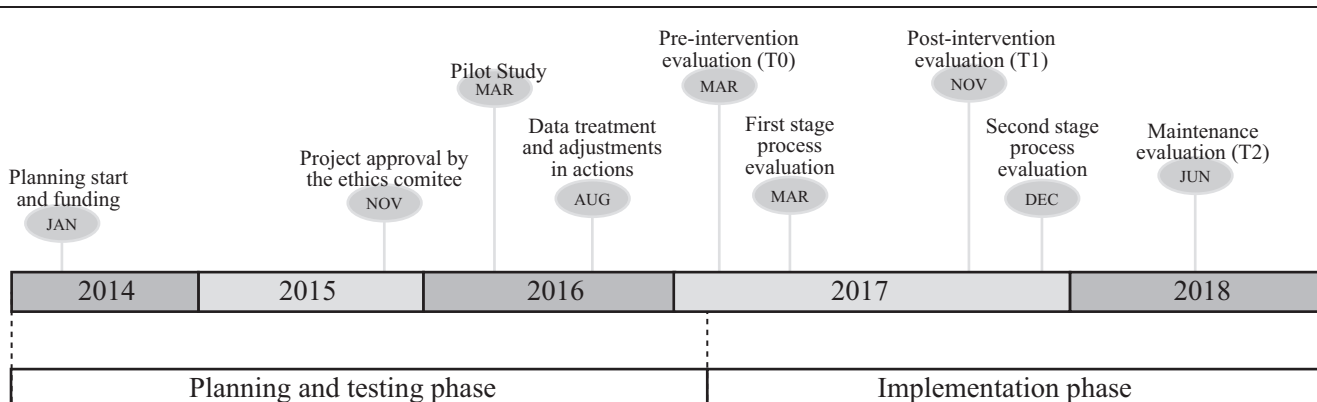 Planning start
and funding
JAN
Project approval by
the ethics comitee
NOV
Pilot Study
MAR
Data treatment
and adjustments
in actions
AUG
Pre-intervention
evaluation (T0)
MAR
First stage
process
evaluation
MAR
Post-intervention
evaluation (T1)
NOV
Second stage
process
evaluation
DEC
Maintenance
evaluation (T2)
JUN
2014
2015
2016
2017
2018
Planning and testing phase
Implementation phase